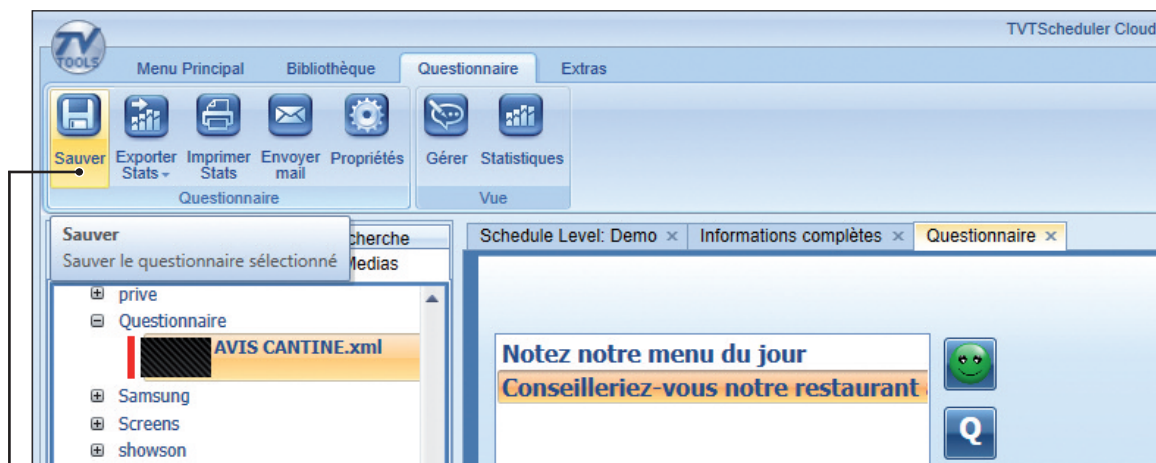 TVTScheduler Cloud
TV
TOOLS
Menu Principal Bibliothèque Questionnaire Extras
Sauver Exporter Stats Imprimer Stats Envoyer mail Propriétés Gérer Statistiques
Questionnaire Vue
Sauver
Sauver le questionnaire sélectionné
cherche
Medias
Schedule Level: Demo × Informations complètes × Questionnaire ×
prive
Questionnaire
AVIS CANTINE.xml
Samsung
Screens
showson
Notez notre menu du jour
Conseilleriez-vous notre restaurant
Q